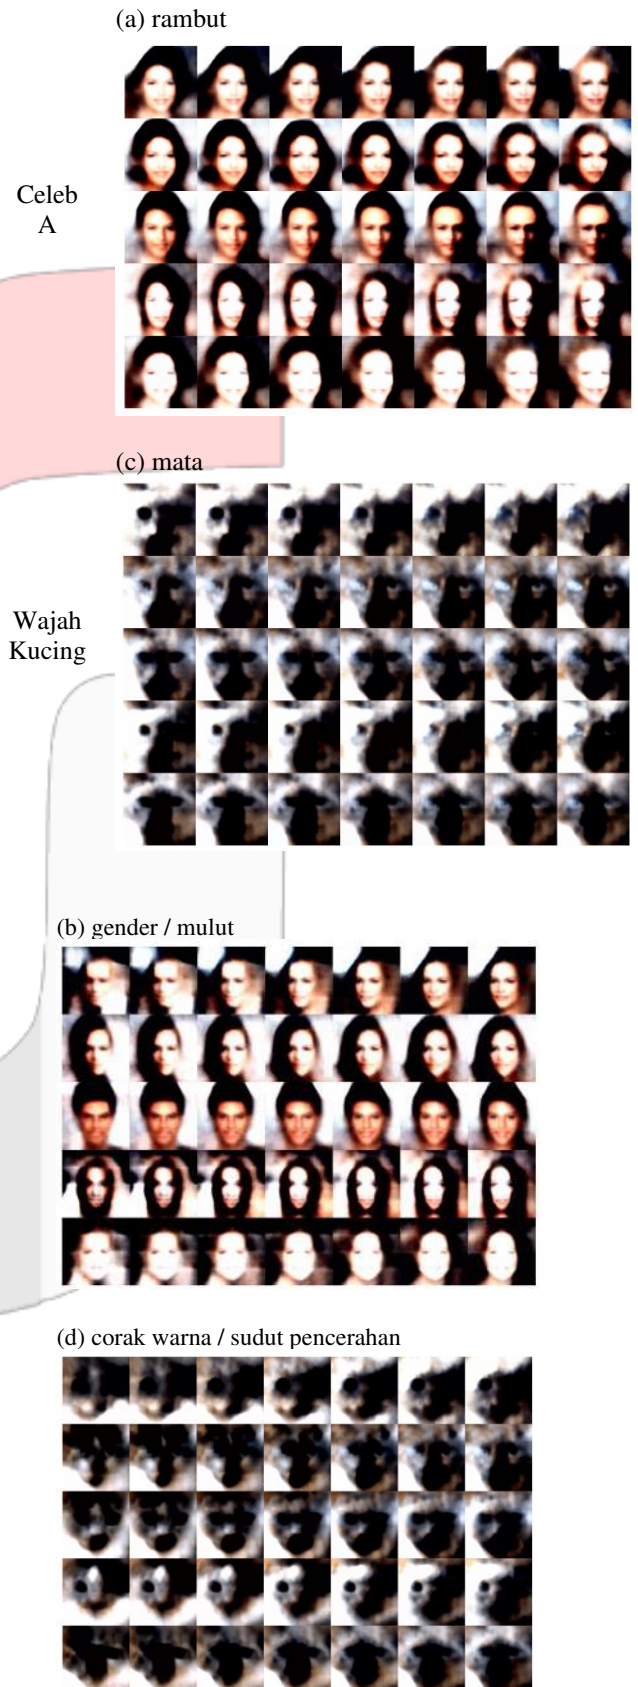 (a) rambut
Celeb
A
(c) mata
Wajah
Kucing
(b) gender / mulut
(d) corak warna / sudut pencerahan